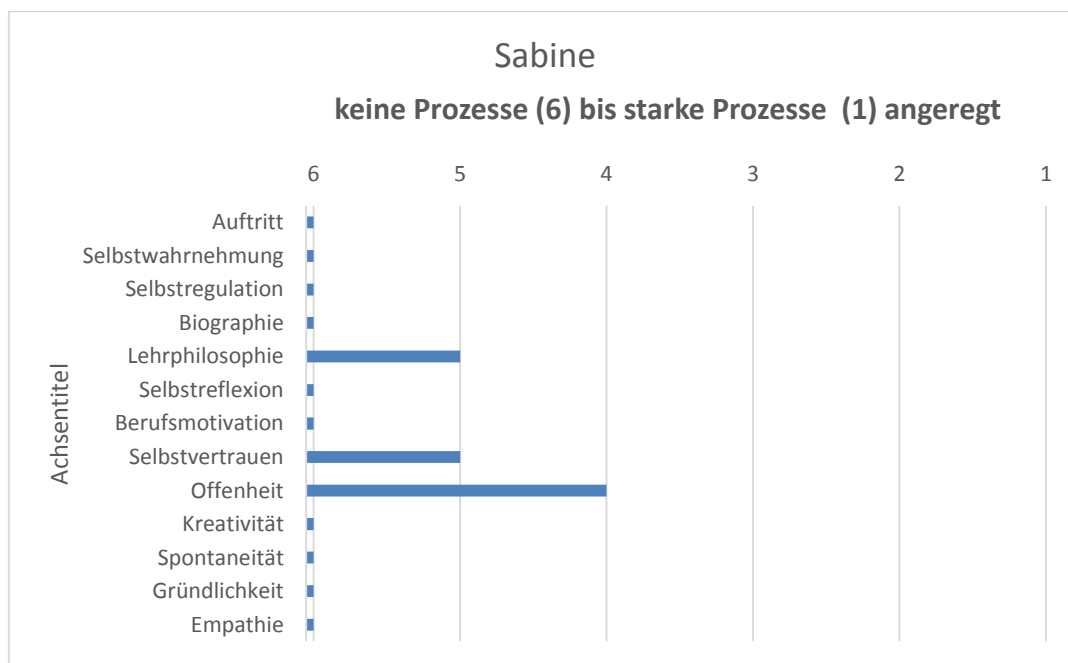 Sabine
keine Prozesse (6) bis starke Prozesse (1) angeregt
6 5 4 3 2 1
Auftritt
Selbstwahrnehmung
Selbstregulation
Biographie
Lehrphilosophie
Selbstreflexion
Berufsmotivation
Selbstvertrauen
Offenheit
Kreativität
Spontaneität
Gründlichkeit
Empathie
Achsentitel